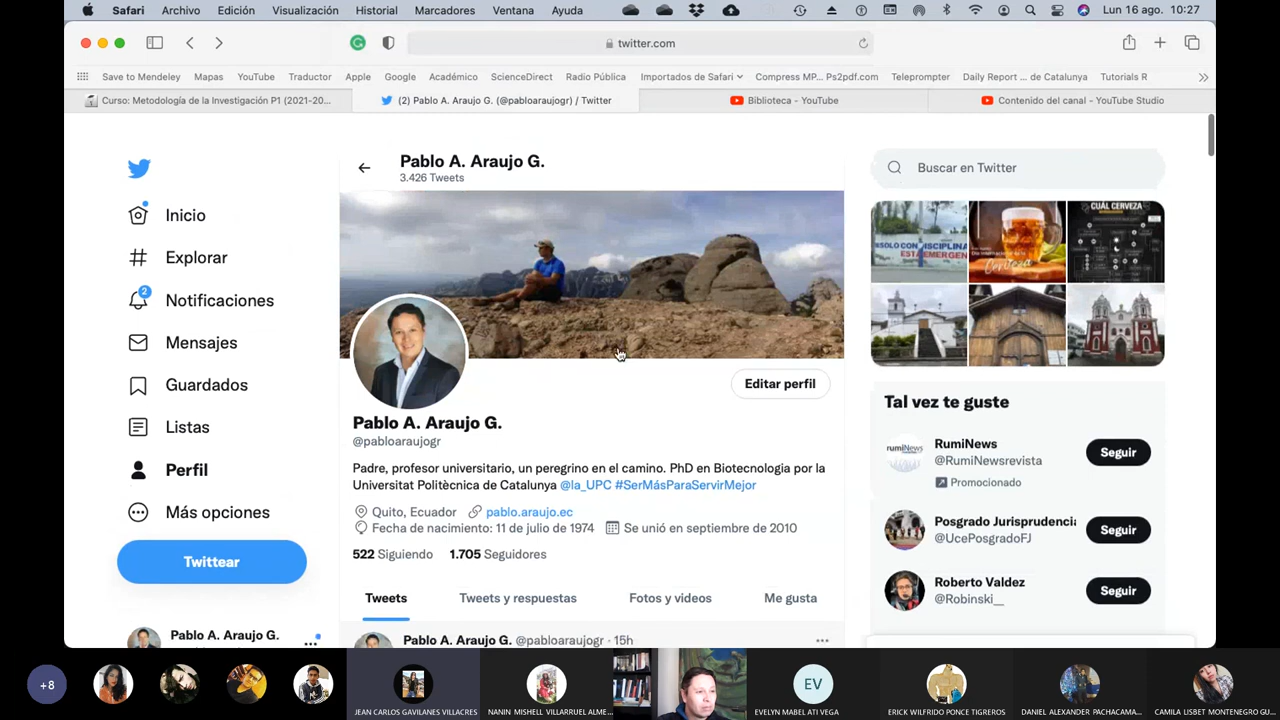 Safari Archivo Edición Visualización Historial Marcadores Ventana Ayuda Lun 16 ago. 10:27
twitter.com
Save to Mendeley Mapas YouTube Traductor Apple Google Académico ScienceDirect Radio Pública Importados de Safari Compress MP... Ps2pdf.com Teleprompter Daily Report ... de Catalunya Tutorials R
Curso: Metodología de la Investigación P1 (2021-20... (2) Pablo A. Araujo G. (@pabloaraujogr) / Twitter Biblioteca - YouTube Contenido del canal - YouTube Studio
Pablo A. Araujo G.
3.426 Tweets
Buscar en Twitter
Inicio
Explorar
2
Notificaciones
Mensajes
Guardados
Listas
Perfil
Más opciones
Twittear
Pablo A. Araujo G.
CUÁL CERVEZA
SOLO CON DISCIPLINA
Cerveza
Editar perfil
Pablo A. Araujo G.
@pabloaraujogr
Padre, profesor universitario, un peregrino en el camino. PhD en Biotecnologia por la
Universitat Politècnica de Catalunya @la_UPC #SerMásParaServirMejor
Quito, Ecuador pablo.araujo.ec
Fecha de nacimiento: 11 de julio de 1974 Se unió en septiembre de 2010
522 Siguiendo 1.705 Seguidores
Tweets Tweets y respuestas Fotos y videos Me gusta
Pablo A. Araujo G. @pabloaraujogr · 15h
Tal vez te guste
rumiNews
RumiNews
@RumiNewsrevista
Promocionado
Seguir
Posgrado Jurisprudencia
@UcePosgradoFJ
Seguir
Roberto Valdez
@Robinski__
Seguir
+8
JEAN CARLOS GAVILANES VILLACRES
NANIN MISHELL VILLARRUEL ALME...
EV
EVELYN MABEL ATI VEGA
ERICK WILFRIDO PONCE TIGREROS
DANIEL ALEXANDER PACHACAMA...
CAMILA LISBET MONTENEGRO GU...